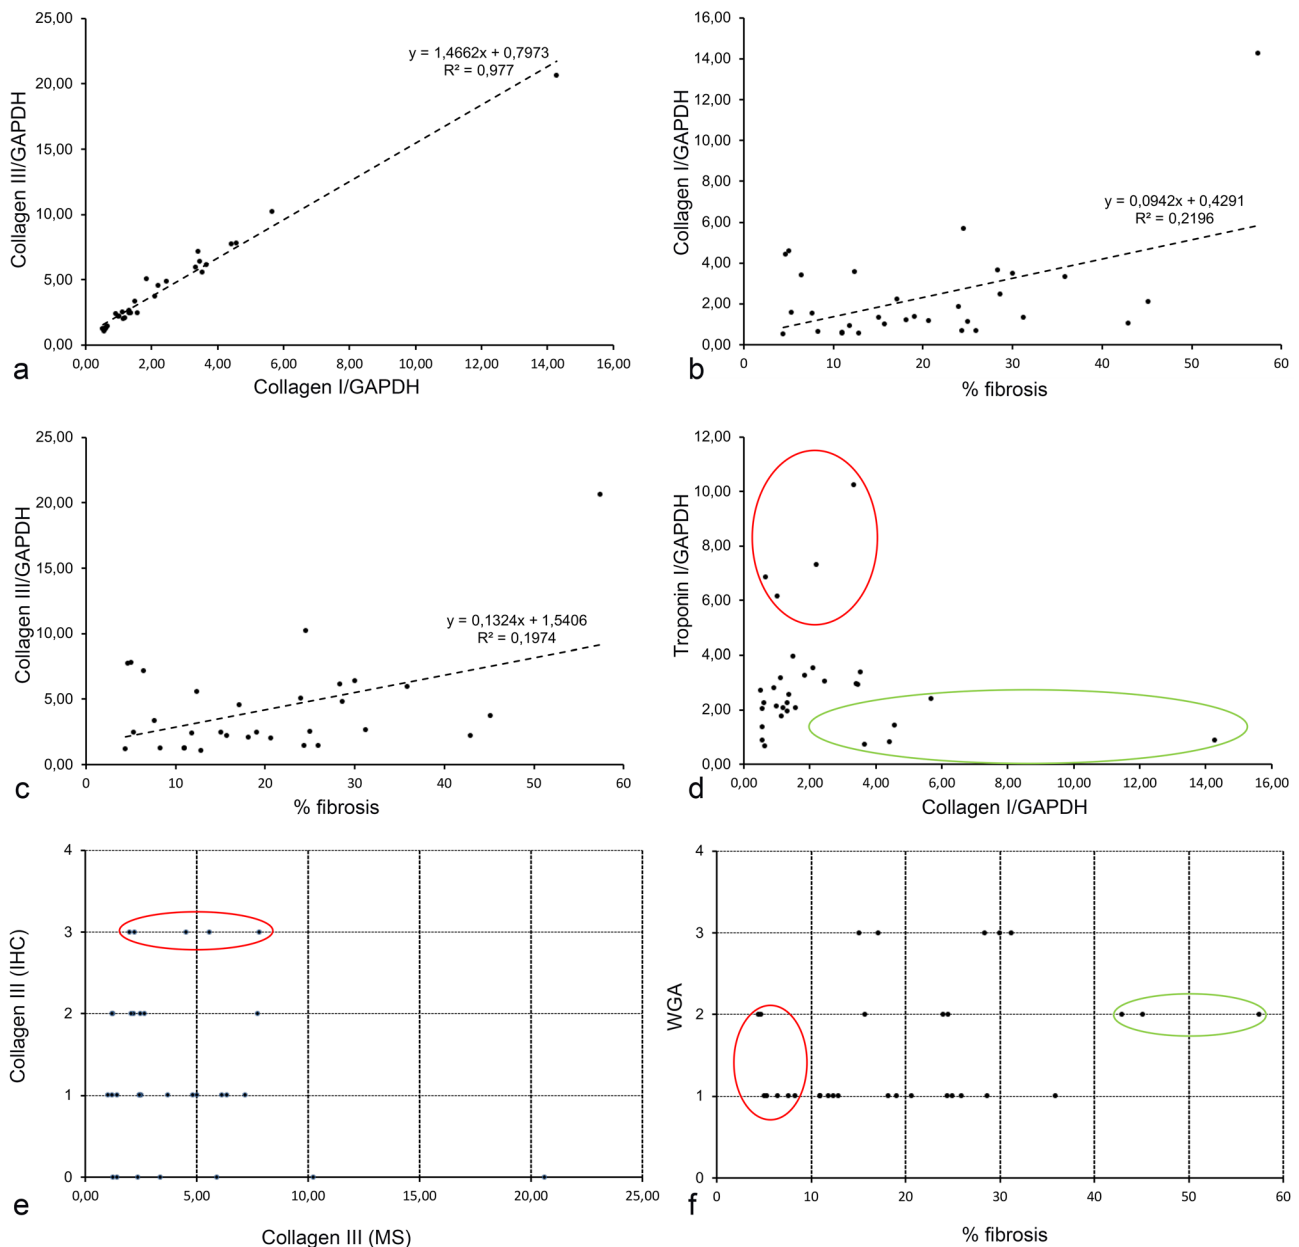 25,00
20,00
15,00
10,00
5,00
0,00
0,00 2,00 4,00 6,00 8,00 10,00 12,00 14,00 16,00
Collagen III/GAPDH
Collagen I/GAPDH
y = 1,4662x + 0,7973
R² = 0,977
a
16,00
14,00
12,00
10,00
8,00
6,00
4,00
2,00
0,00
0 10 20 30 40 50 60
Collagen I/GAPDH
% fibrosis
y = 0,0942x + 0,4291
R² = 0,2196
b
25,00
20,00
15,00
10,00
5,00
0,00
0 10 20 30 40 50 60
Collagen III/GAPDH
% fibrosis
y = 0,1324x + 1,5406
R² = 0,1974
c
12,00
10,00
8,00
6,00
4,00
2,00
0,00
0,00 2,00 4,00 6,00 8,00 10,00 12,00 14,00 16,00
Troponin I/GAPDH
Collagen I/GAPDH
d
4
3
2
1
0
0,00 5,00 10,00 15,00 20,00 25,00
Collagen III (IHC)
Collagen III (MS)
e
4
3
2
1
0
0 10 20 30 40 50 60
WGA
% fibrosis
f